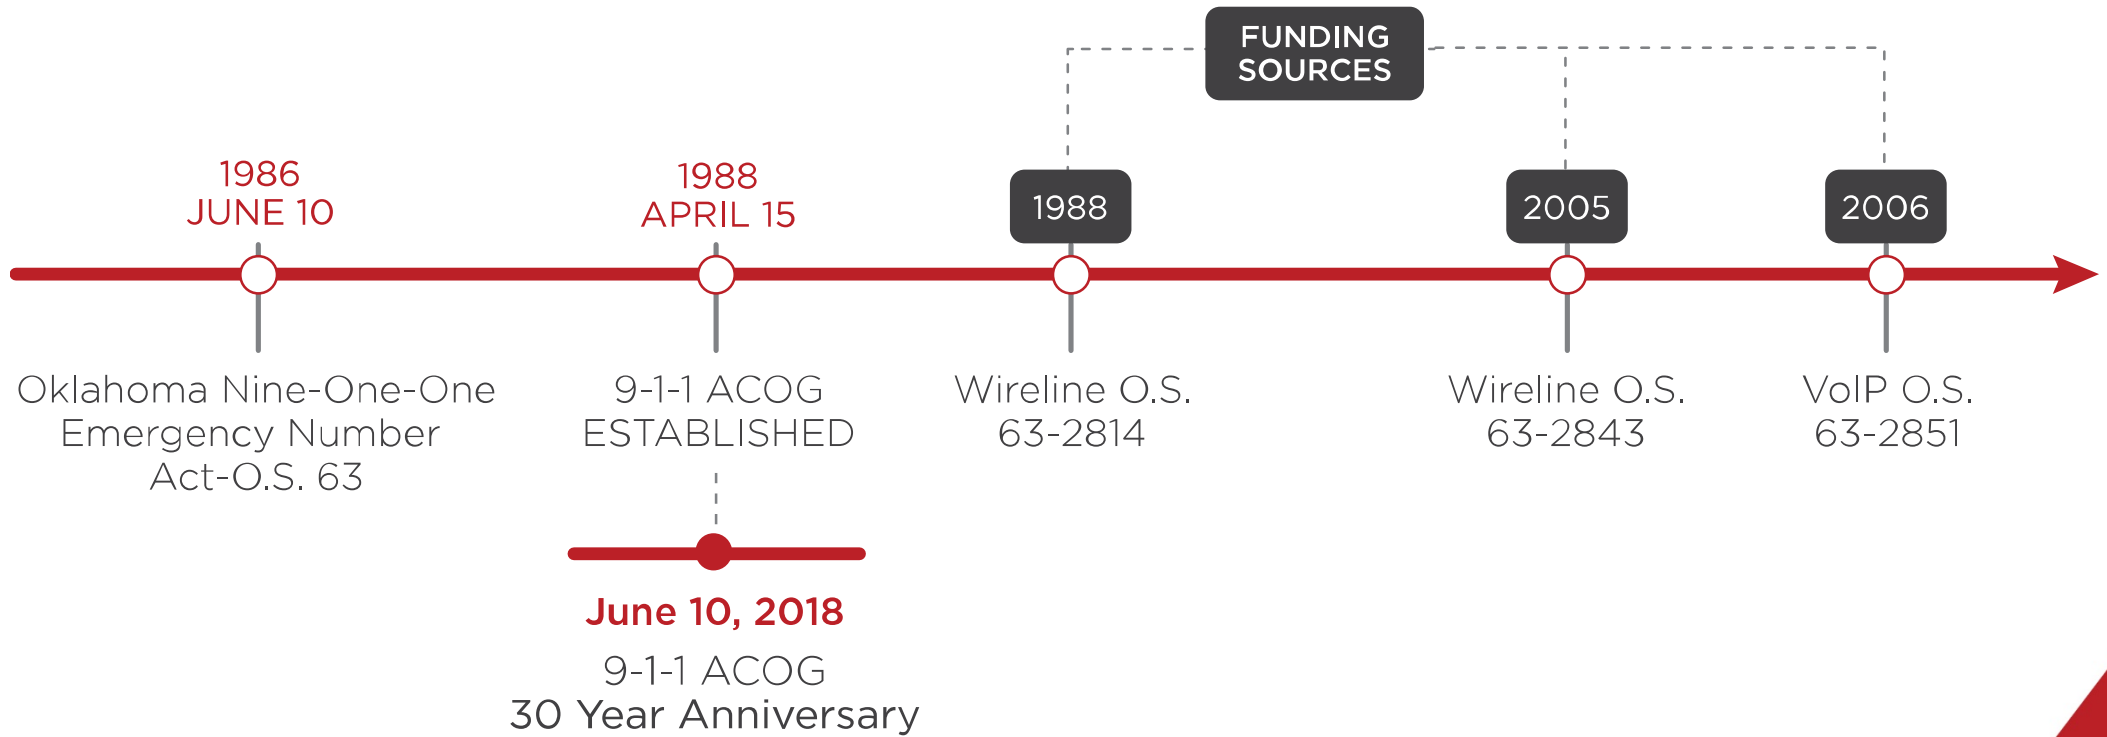 FUNDING
SOURCES
1986
JUNE 10
1988
APRIL 15
1988
2005
2006
Oklahoma Nine-One-One
Emergency Number
Act-O.S. 63
9-1-1 ACOG
ESTABLISHED
Wireline O.S.
63-2814
Wireline O.S.
63-2843
VoIP O.S.
63-2851
June 10, 2018
9-1-1 ACOG
30 Year Anniversary